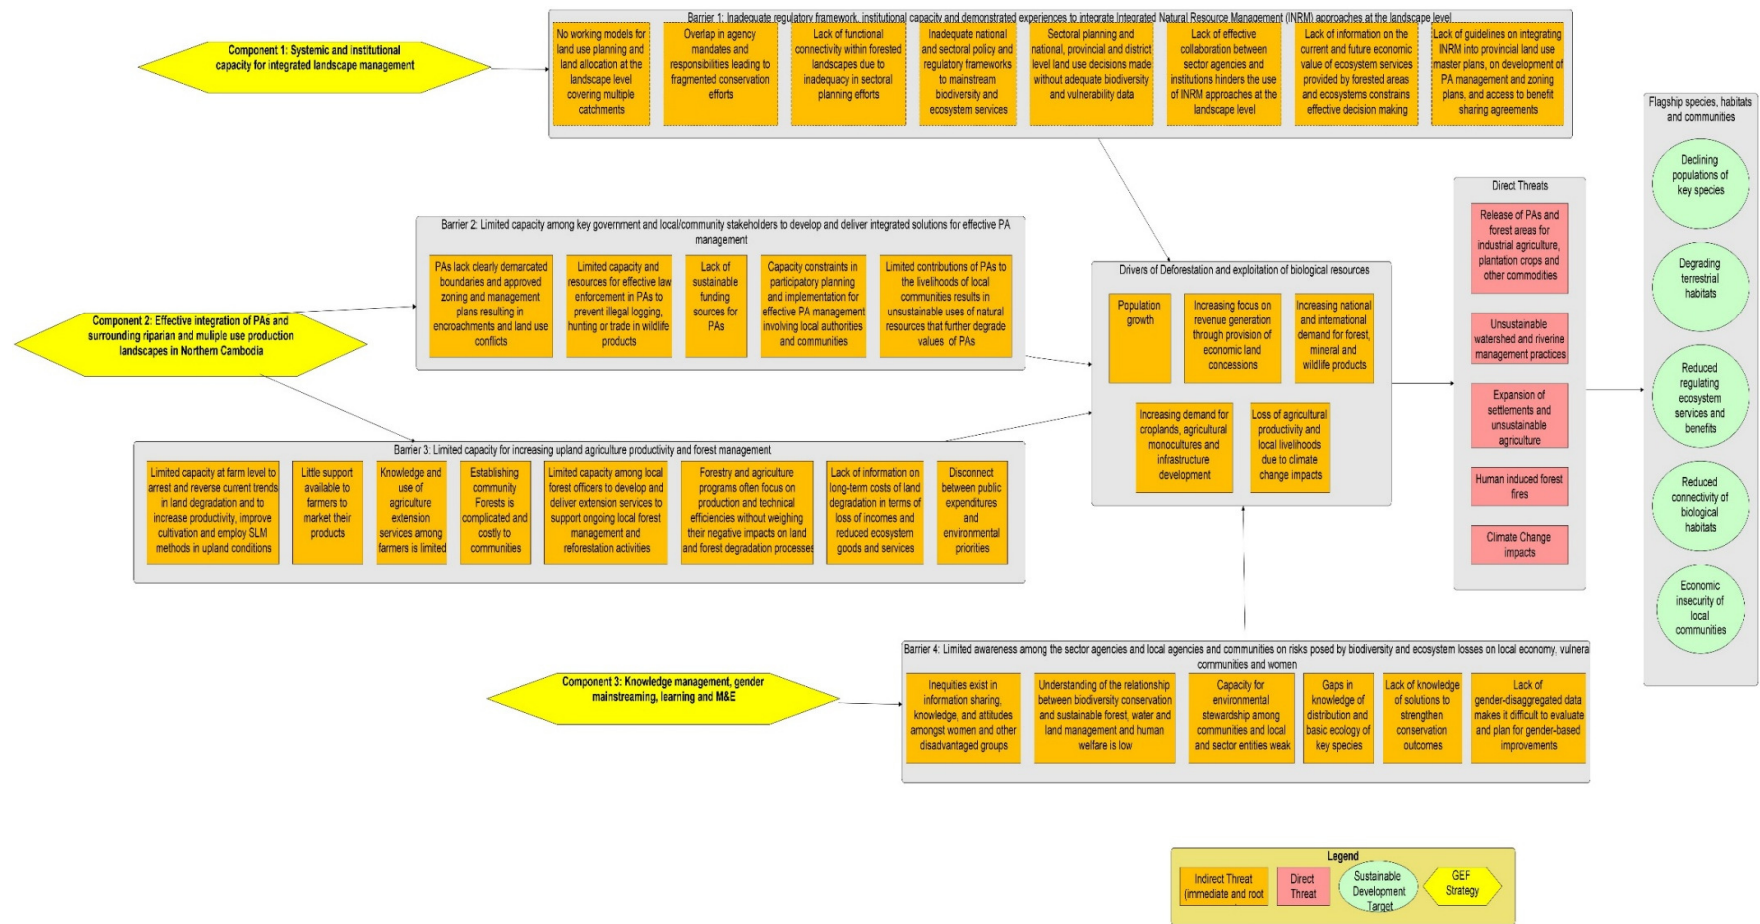 Barrier 1: Inadequate regulatory framework, institutional capacity and demonstrated experiences to integrate Integrated Natural Resource Management (INRM) approaches at the landscape level
Component 1: Systemic and institutional
capacity for integrated landscape management
No working models for
land use planning and
land allocation at the
landscape level
covering multiple
catchments
Overlap in agency
mandates and
responsibilities leading to
fragmented conservation
efforts
Lack of functional
connectivity within forested
landscapes due to
inadequacy in sectoral
planning efforts
Inadequate national
and sectoral policy and
regulatory frameworks
to mainstream
biodiversity and
ecosystem services
Sectoral planning and
national, provincial and district
level land use decisions made
without adequate biodiversity
and vulnerability data
Lack of effective
collaboration between
sector agencies and
institutions hinders the use
of INRM approaches at the
landscape level
Lack of information on the
current and future economic
value of ecosystem services
provided by forested areas
and ecosystems constrains
effective decision making
Lack of guidelines on integrating
INRM into provincial land use
master plans, on development of
PA management and zoning
plans, and access to benefit
sharing agreements
Flagship species, habitats
and communities
Declining
populations of
key species
Degrading
terrestrial
habitats
Reduced
regulating
ecosystem
services and
benefits
Reduced
connectivity of
biological
habitats
Economic
insecurity of
local
communities
Direct Threats
Release of PAs and
forest areas for
industrial agriculture,
plantation crops and
other commodities
Unsustainable
watershed and riverine
management practices
Expansion of
settlements and
unsustainable
agriculture
Human induced forest
fires
Climate Change
impacts
Barrier 2: Limited capacity among key government and local/community stakeholders to develop and deliver integrated solutions for effective PA
management
PAs lack clearly demarcated
boundaries and approved
zoning and management
plans resulting in
encroachments and land use
conflicts
Limited capacity and
resources for effective law
enforcement in PAs to
prevent illegal logging,
hunting or trade in wildlife
products
Lack of
sustainable
funding
sources for
PAs
Capacity constraints in
participatory planning
and implementation for
effective PA management
involving local authorities
and communities
Limited contributions of PAs to
the livelihoods of local
communities results in
unsustainable uses of natural
resources that further degrade
values of PAs
Component 2: Effective integration of PAs and
surrounding riparian and muliple use production
landscapes in Northern Cambodia
Drivers of Deforestation and exploitation of biological resources
Population
growth
Increasing focus on
revenue generation
through provision of
economic land
concessions
Increasing national
and international
demand for forest,
mineral and
wildlife products
Increasing demand for
croplands, agricultural
monocultures and
infrastructure
development
Loss of agricultural
productivity and
local livelihoods
due to climate
change impacts
Barrier 3: Limited capacity for increasing upland agriculture productivity and forest management
Limited capacity at farm level to
arrest and reverse current trends
in land degradation and to
increase productivity, improve
cultivation and employ SLM
methods in upland conditions
Little support
available to
farmers to
market their
products
Knowledge and
use of
agriculture
extension
services among
farmers is limited
Establishing
community
Forests is
complicated and
costly to
communities
Limited capacity among local
forest officers to develop and
deliver extension services to
support ongoing local forest
management and
reforestation activities
Forestry and agriculture
programs often focus on
production and technical
efficiencies without weighing
their negative impacts on land
and forest degradation processes
Lack of information on
long-term costs of land
degradation in terms of
loss of incomes and
reduced ecosystem
goods and services
Disconnect
between public
expenditures
and
environmental
priorities
Barrier 4: Limited awareness among the sector agencies and local agencies and communities on risks posed by biodiversity and ecosystem losses on local economy, vulnera
communities and women
Component 3: Knowledge management, gender
mainstreaming, learning and M&E
Inequities exist in
information sharing,
knowledge, and attitudes
amongst women and other
disadvantaged groups
Understanding of the relationship
between biodiversity conservation
and sustainable forest, water and
land management and human
welfare is low
Capacity for
environmental
stewardship among
communities and local
and sector entities weak
Gaps in
knowledge of
distribution and
basic ecology of
key species
Lack of knowledge
of solutions to
strengthen
conservation
outcomes
Lack of
gender-disaggregated data
makes it difficult to evaluate
and plan for gender-based
improvements
Legend
Indirect Threat
(immediate and root
Direct
Threat
Sustainable
Development
Target
GEF
Strategy